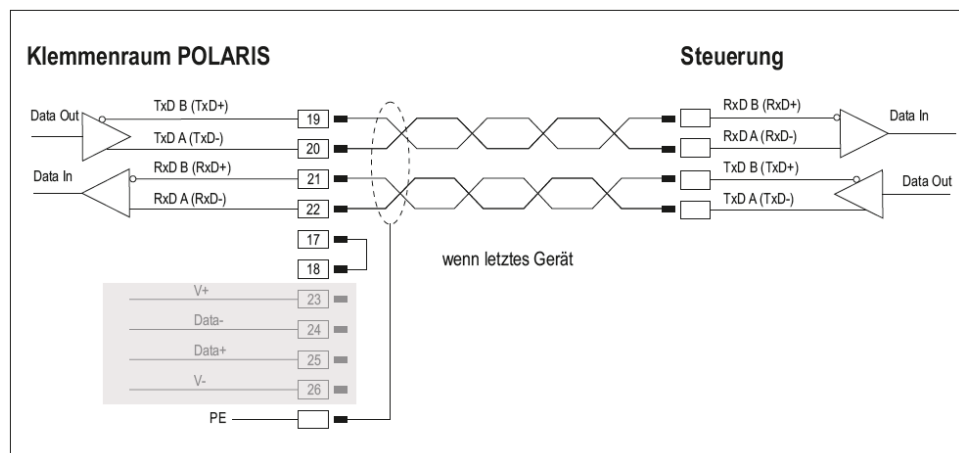 Klemmenraum POLARIS
Steuerung
Data Out
TxD B (TxD+)
19
RxD B (RxD+)
Data In
TxD A (TxD-)
20
RxD A (RxD-)
Data In
RxD B (RxD+)
21
TxD B (TxD+)
Data Out
RxD A (RxD-)
22
TxD A (TxD-)
17
18
wenn letztes Gerät
V+
23
Data-
24
Data+
25
V-
26
PE